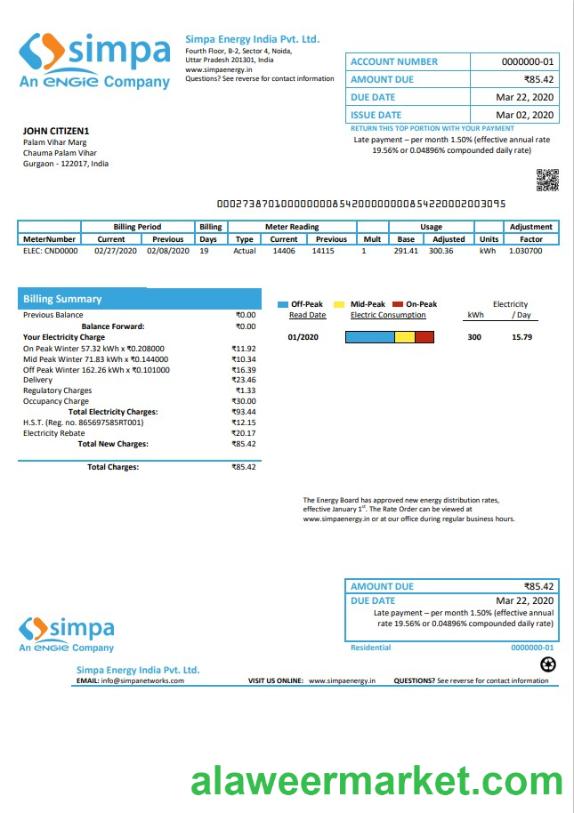 simpa
An ENGIE Company
Simpa Energy India Pvt. Ltd.
Fourth Floor, B-2, Sector 4, Noida,
Uttar Pradesh 201301, India
www.simpaenergy.in
Questions? See reverse for contact information
ACCOUNT NUMBER 0000000-01
AMOUNT DUE ₹85.42
DUE DATE Mar 22, 2020
ISSUE DATE Mar 02, 2020
RETURN THIS TOP PORTION WITH YOUR PAYMENT
Late payment – per month 1.50% (effective annual rate
19.56% or 0.04896% compounded daily rate)
JOHN CITIZEN1
Palam Vihar Marg
Chauma Palam Vihar
Gurgaon - 122017, India
Billing Period Billing Meter Reading Usage Adjustment
MeterNumber Current Previous Days Type Current Previous Mult Base Adjusted Units Factor
ELEC: CND0000 02/27/2020 02/08/2020 19 Actual 14406 14115 1 291.41 300.36 kWh 1.030700
Billing Summary
Previous Balance ₹0.00
Balance Forward: ₹0.00
Your Electricity Charge
On Peak Winter 57.32 kWh x ₹0.208000 ₹11.92
Mid Peak Winter 71.83 kWh x ₹0.144000 ₹10.34
Off Peak Winter 162.26 kWh x ₹0.101000 ₹16.39
Delivery ₹23.46
Regulatory Charges ₹1.33
Occupancy Charge ₹30.00
Total Electricity Charges: ₹93.44
H.S.T. (Reg. no. 865697585RT001) ₹12.15
Electricity Rebate ₹20.17
Total New Charges: ₹85.42
Total Charges: ₹85.42
Off-Peak Mid-Peak On-Peak Electricity
Read Date Electric Consumption kWh / Day
01/2020 300 15.79
The Energy Board has approved new energy distribution rates,
effective January 1st. The Rate Order can be viewed at
www.simpaenergy.in or at our office during regular business hours.
AMOUNT DUE ₹85.42
DUE DATE Mar 22, 2020
Late payment – per month 1.50% (effective annual
rate 19.56% or 0.04896% compounded daily rate)
Residential 0000000-01
simpa
An ENGIE Company
Simpa Energy India Pvt. Ltd.
EMAIL: info@simpanetworks.com VISIT US ONLINE: www.simpaenergy.in QUESTIONS? See reverse for contact information
alaweermarket.com